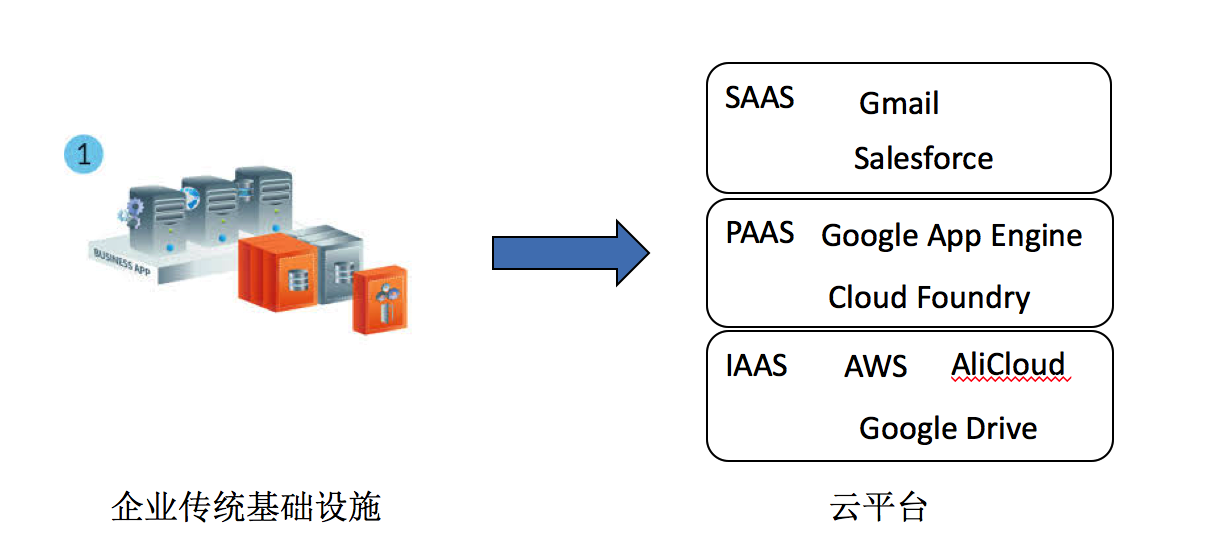 1
BUSINESS APP
企业传统基础设施
SAAS Gmail
Salesforce
PAAS Google App Engine
Cloud Foundry
IAAS AWS AliCloud
Google Drive
云平台